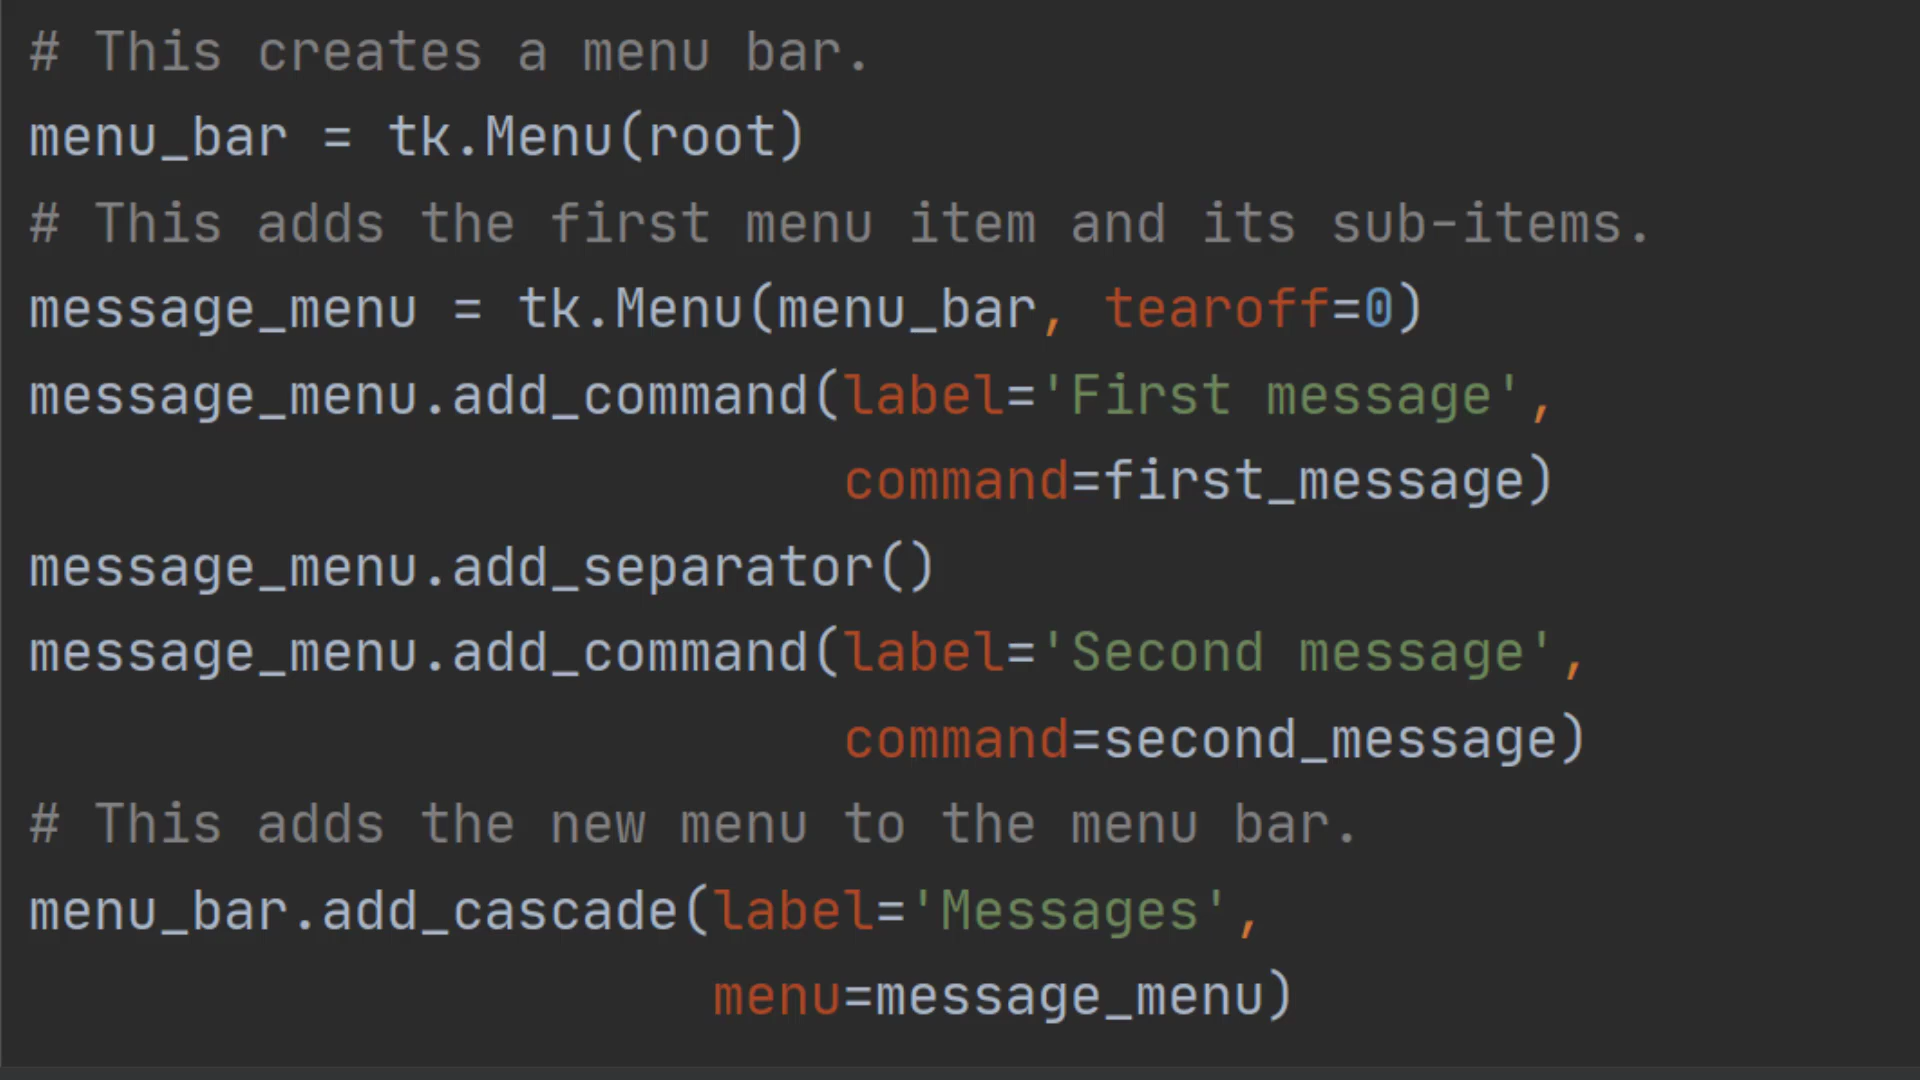 # This creates a menu bar.
menu_bar = tk.Menu(root)
# This adds the first menu item and its sub-items.
message_menu = tk.Menu(menu_bar, tearoff=0)
message_menu.add_command(label='First message',
                         command=first_message)
message_menu.add_separator()
message_menu.add_command(label='Second message',
                         command=second_message)
# This adds the new menu to the menu bar.
menu_bar.add_cascade(label='Messages',
                     menu=message_menu)